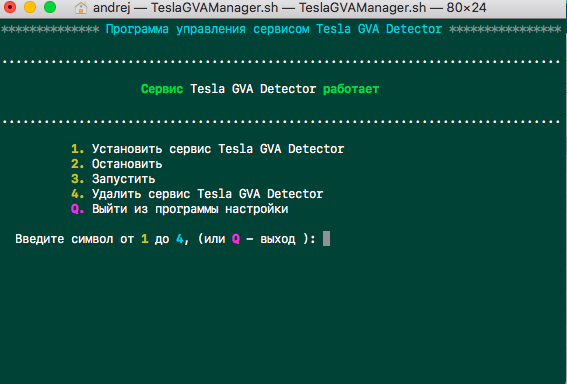 andrej — TeslaGVAManager.sh — TeslaGVAManager.sh — 80×24
************* Программа управления сервисом Tesla GVA Detector ***************
................................................................................
Сервис Tesla GVA Detector работает
................................................................................
1. Установить сервис Tesla GVA Detector
2. Остановить
3. Запустить
4. Удалить сервис Tesla GVA Detector
Q. Выйти из программы настройки
Введите символ от 1 до 4, (или Q - выход ):